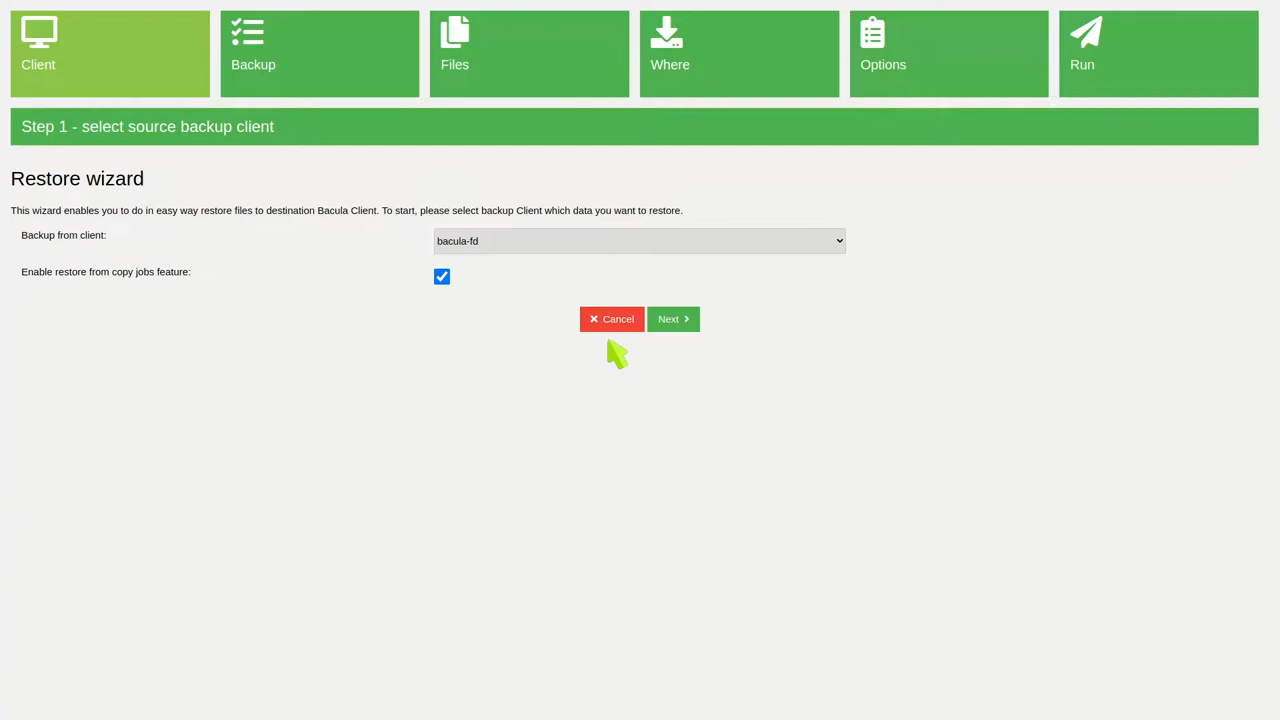 Client
Backup
Files
Where
Options
Run
Step 1 - select source backup client
Restore wizard
This wizard enables you to do in easy way restore files to destination Bacula Client. To start, please select backup Client which data you want to restore.
Backup from client:
bacula-fd
Enable restore from copy jobs feature:
Cancel
Next